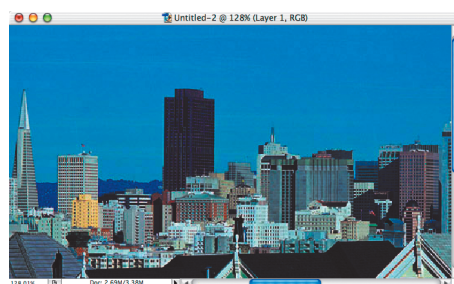 Untitled-2 @ 128% (Layer 1, RGB)
128.01% Doc: 2.69M/3.38M